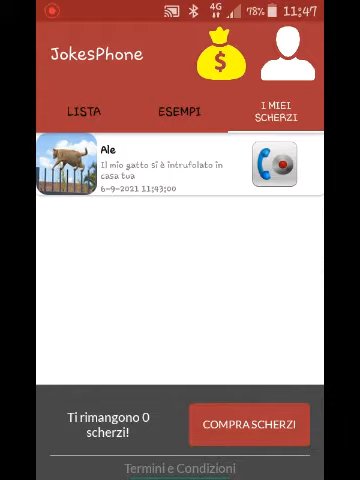 4G 78% 11:47
JokesPhone
$
LISTA ESEMPI I MIEI
SCHERZI
Ale
Il mio gatto si è intrufolato in
casa tua
6-9-2021 11:43:00
Ti rimangono 0
scherzi!
COMPRA SCHERZI
Termini e Condizioni